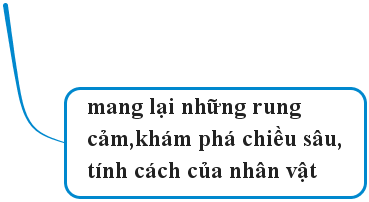 mang lại những rung
cảm,khám phá chiều sâu,
tính cách của nhân vật